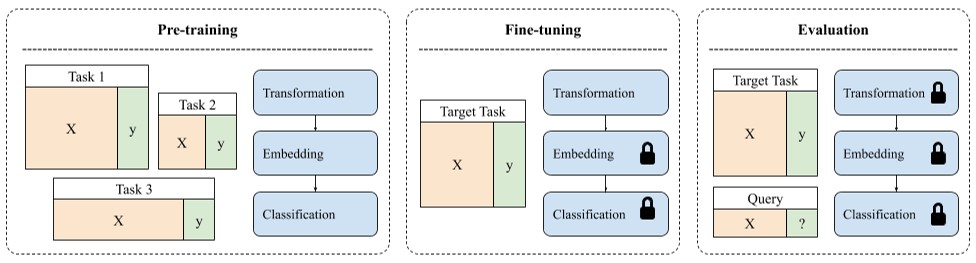 Pre-training
Task 1
X
y
Task 2
X
y
Task 3
X
y
Transformation
Embedding
Classification
Fine-tuning
Target Task
X
y
Transformation
Embedding
Classification
Evaluation
Target Task
X
y
Query
X
?
Transformation
Embedding
Classification